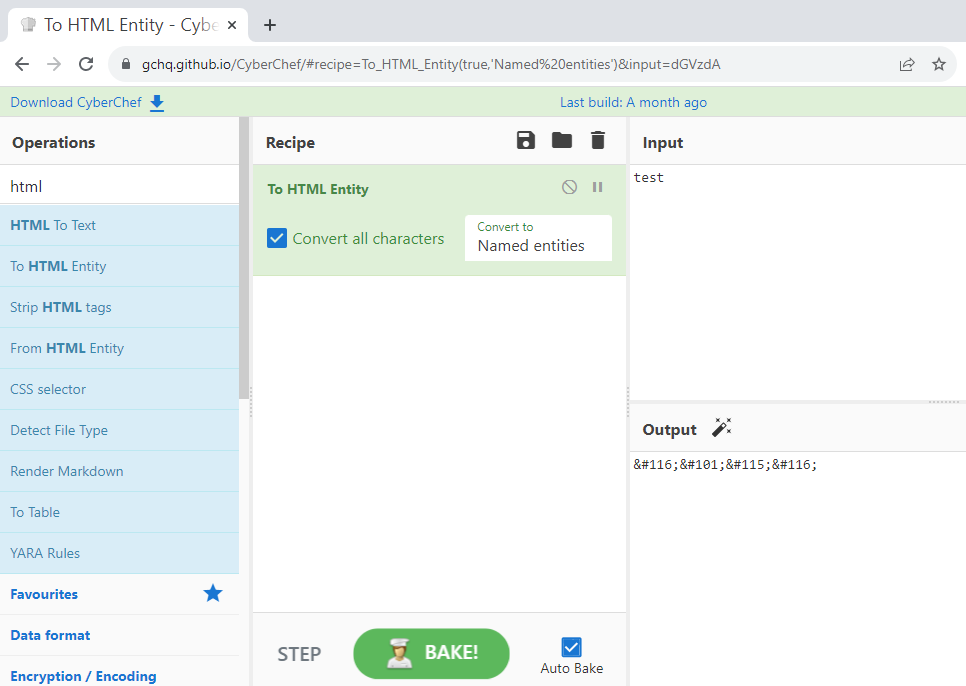 To HTML Entity - Cybe
gchq.github.io/CyberChef/#recipe=To_HTML_Entity(true,'Named%20entities')&input=dGVzdA
Download CyberChef
Last build: A month ago
Operations
html
HTML To Text
To HTML Entity
Strip HTML tags
From HTML Entity
CSS selector
Detect File Type
Render Markdown
To Table
YARA Rules
Favourites
Data format
Encryption / Encoding
Recipe
To HTML Entity
Convert all characters
Convert to
Named entities
STEP
BAKE!
Auto Bake
Input
test
Output
&#116;&#101;&#115;&#116;